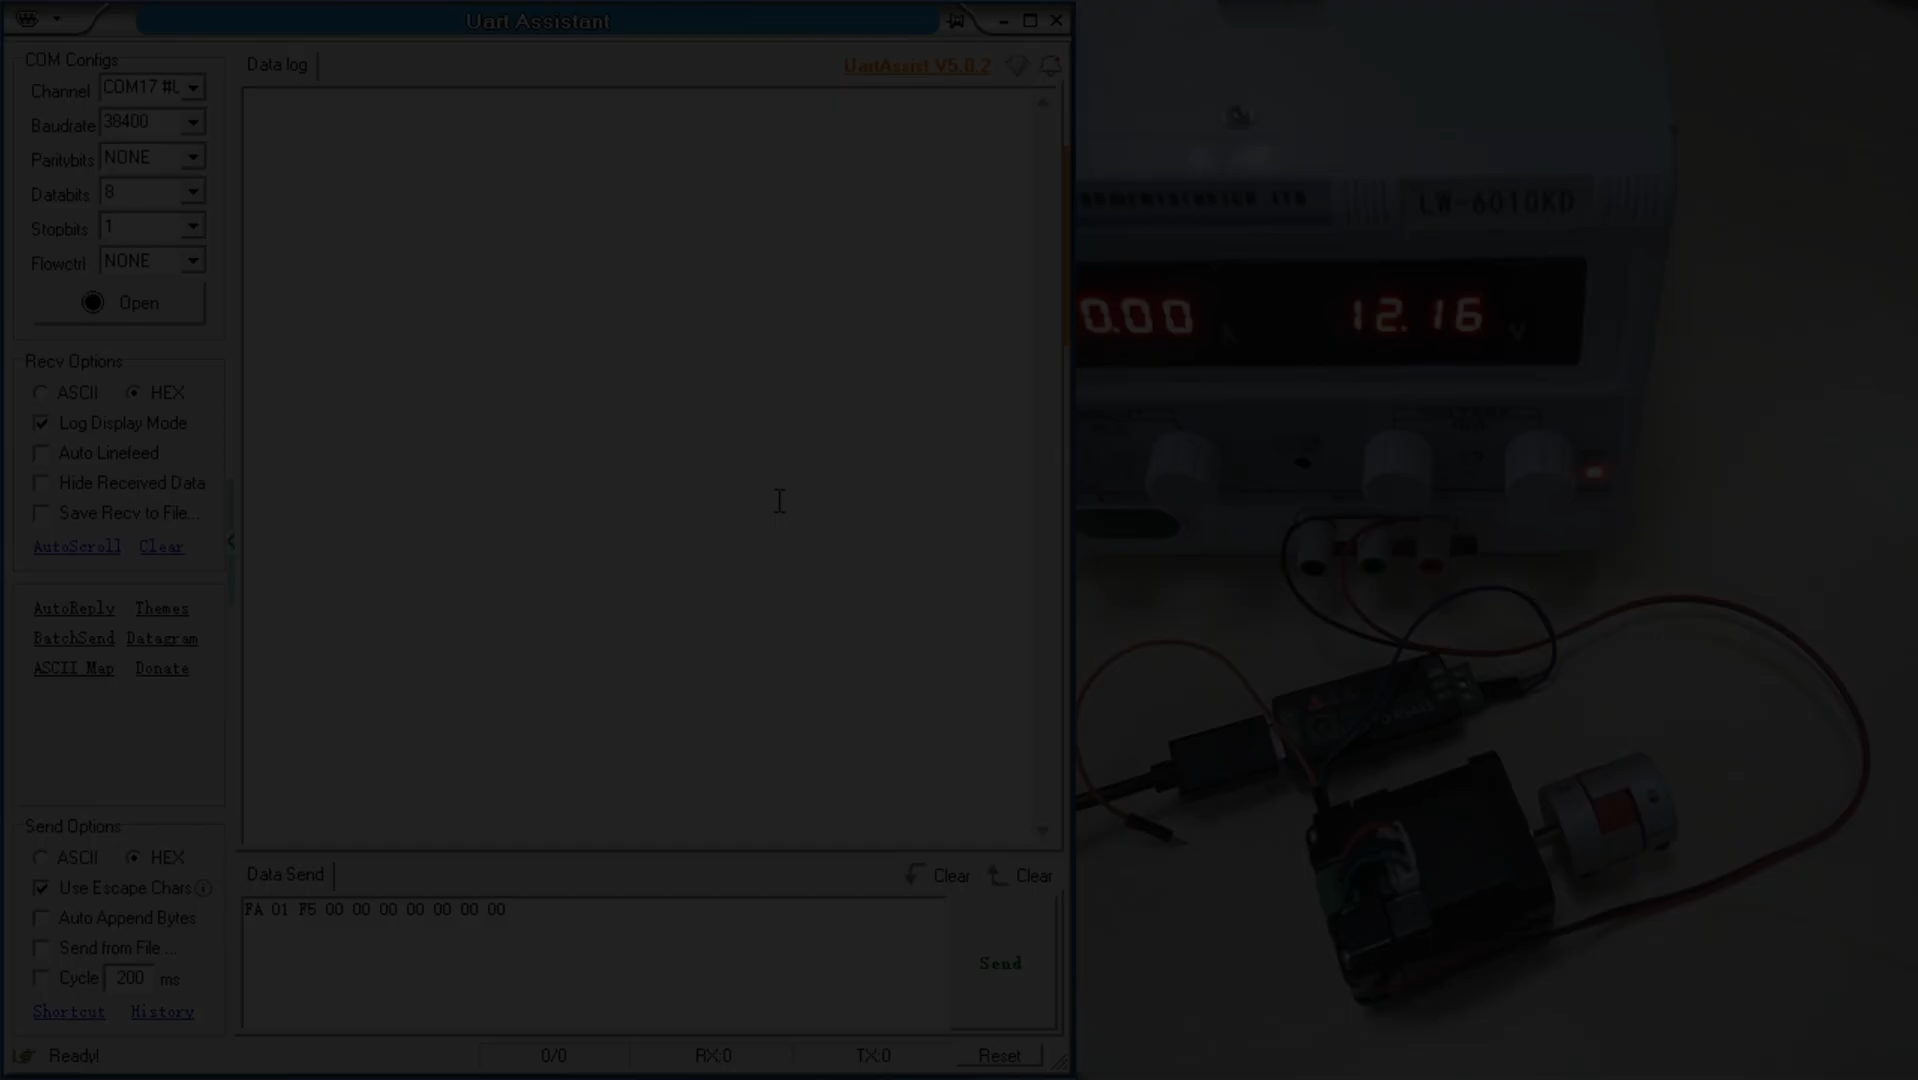 Uart Assistant
COM Configs
Channel COM17 #U
Baudrate 38400
Paritybits NONE
Databits 8
Stopbits 1
Flowctrl NONE
Open
Recv Options
ASCII HEX
Log Display Mode
Auto Linefeed
Hide Received Data
Save Recv to File...
AutoScroll Clear
AutoReply Themes
BatchSend Datagram
ASCII Map Donate
Send Options
ASCII HEX
Use Escape Chars
Auto Append Bytes
Send from File ...
Cycle 200 ms
Shortcut History
Ready!
Data log
UartAssist V5.0.2
Data Send
Clear Clear
FA 01 F5 00 00 00 00 00 00 00
Send
0/0 RX:0 TX:0 Reset
LW-6010KD
0.00 A 12.16 V